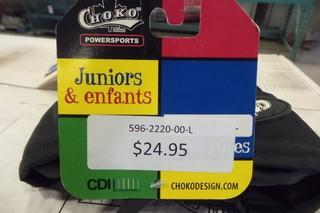 CHOKO
POWERSPORTS
Juniors
& enfants
596-2220-00-L
$24.95
CDI
CHOKODESIGN.COM